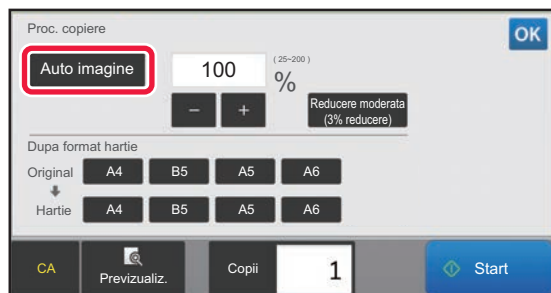 Proc. copiere
OK
Auto imagine
100
(25~200)
%
－
＋
Reducere moderata
(3% reducere)
Dupa format hartie
Original A4 B5 A5 A6
Hartie A4 B5 A5 A6
CA
Previzualiz.
Copii
1
Start